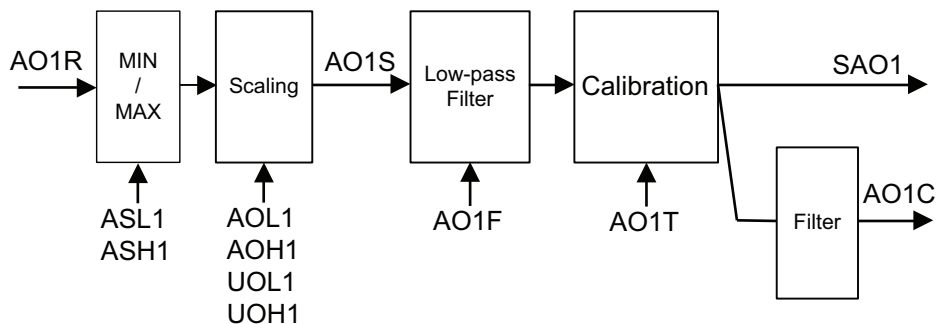 AO1R
MIN
/
MAX
Scaling
AO1S
Low-pass
Filter
Calibration
SAO1
ASL1
ASH1
AOL1
AOH1
UOL1
UOH1
AO1F
AO1T
Filter
AO1C